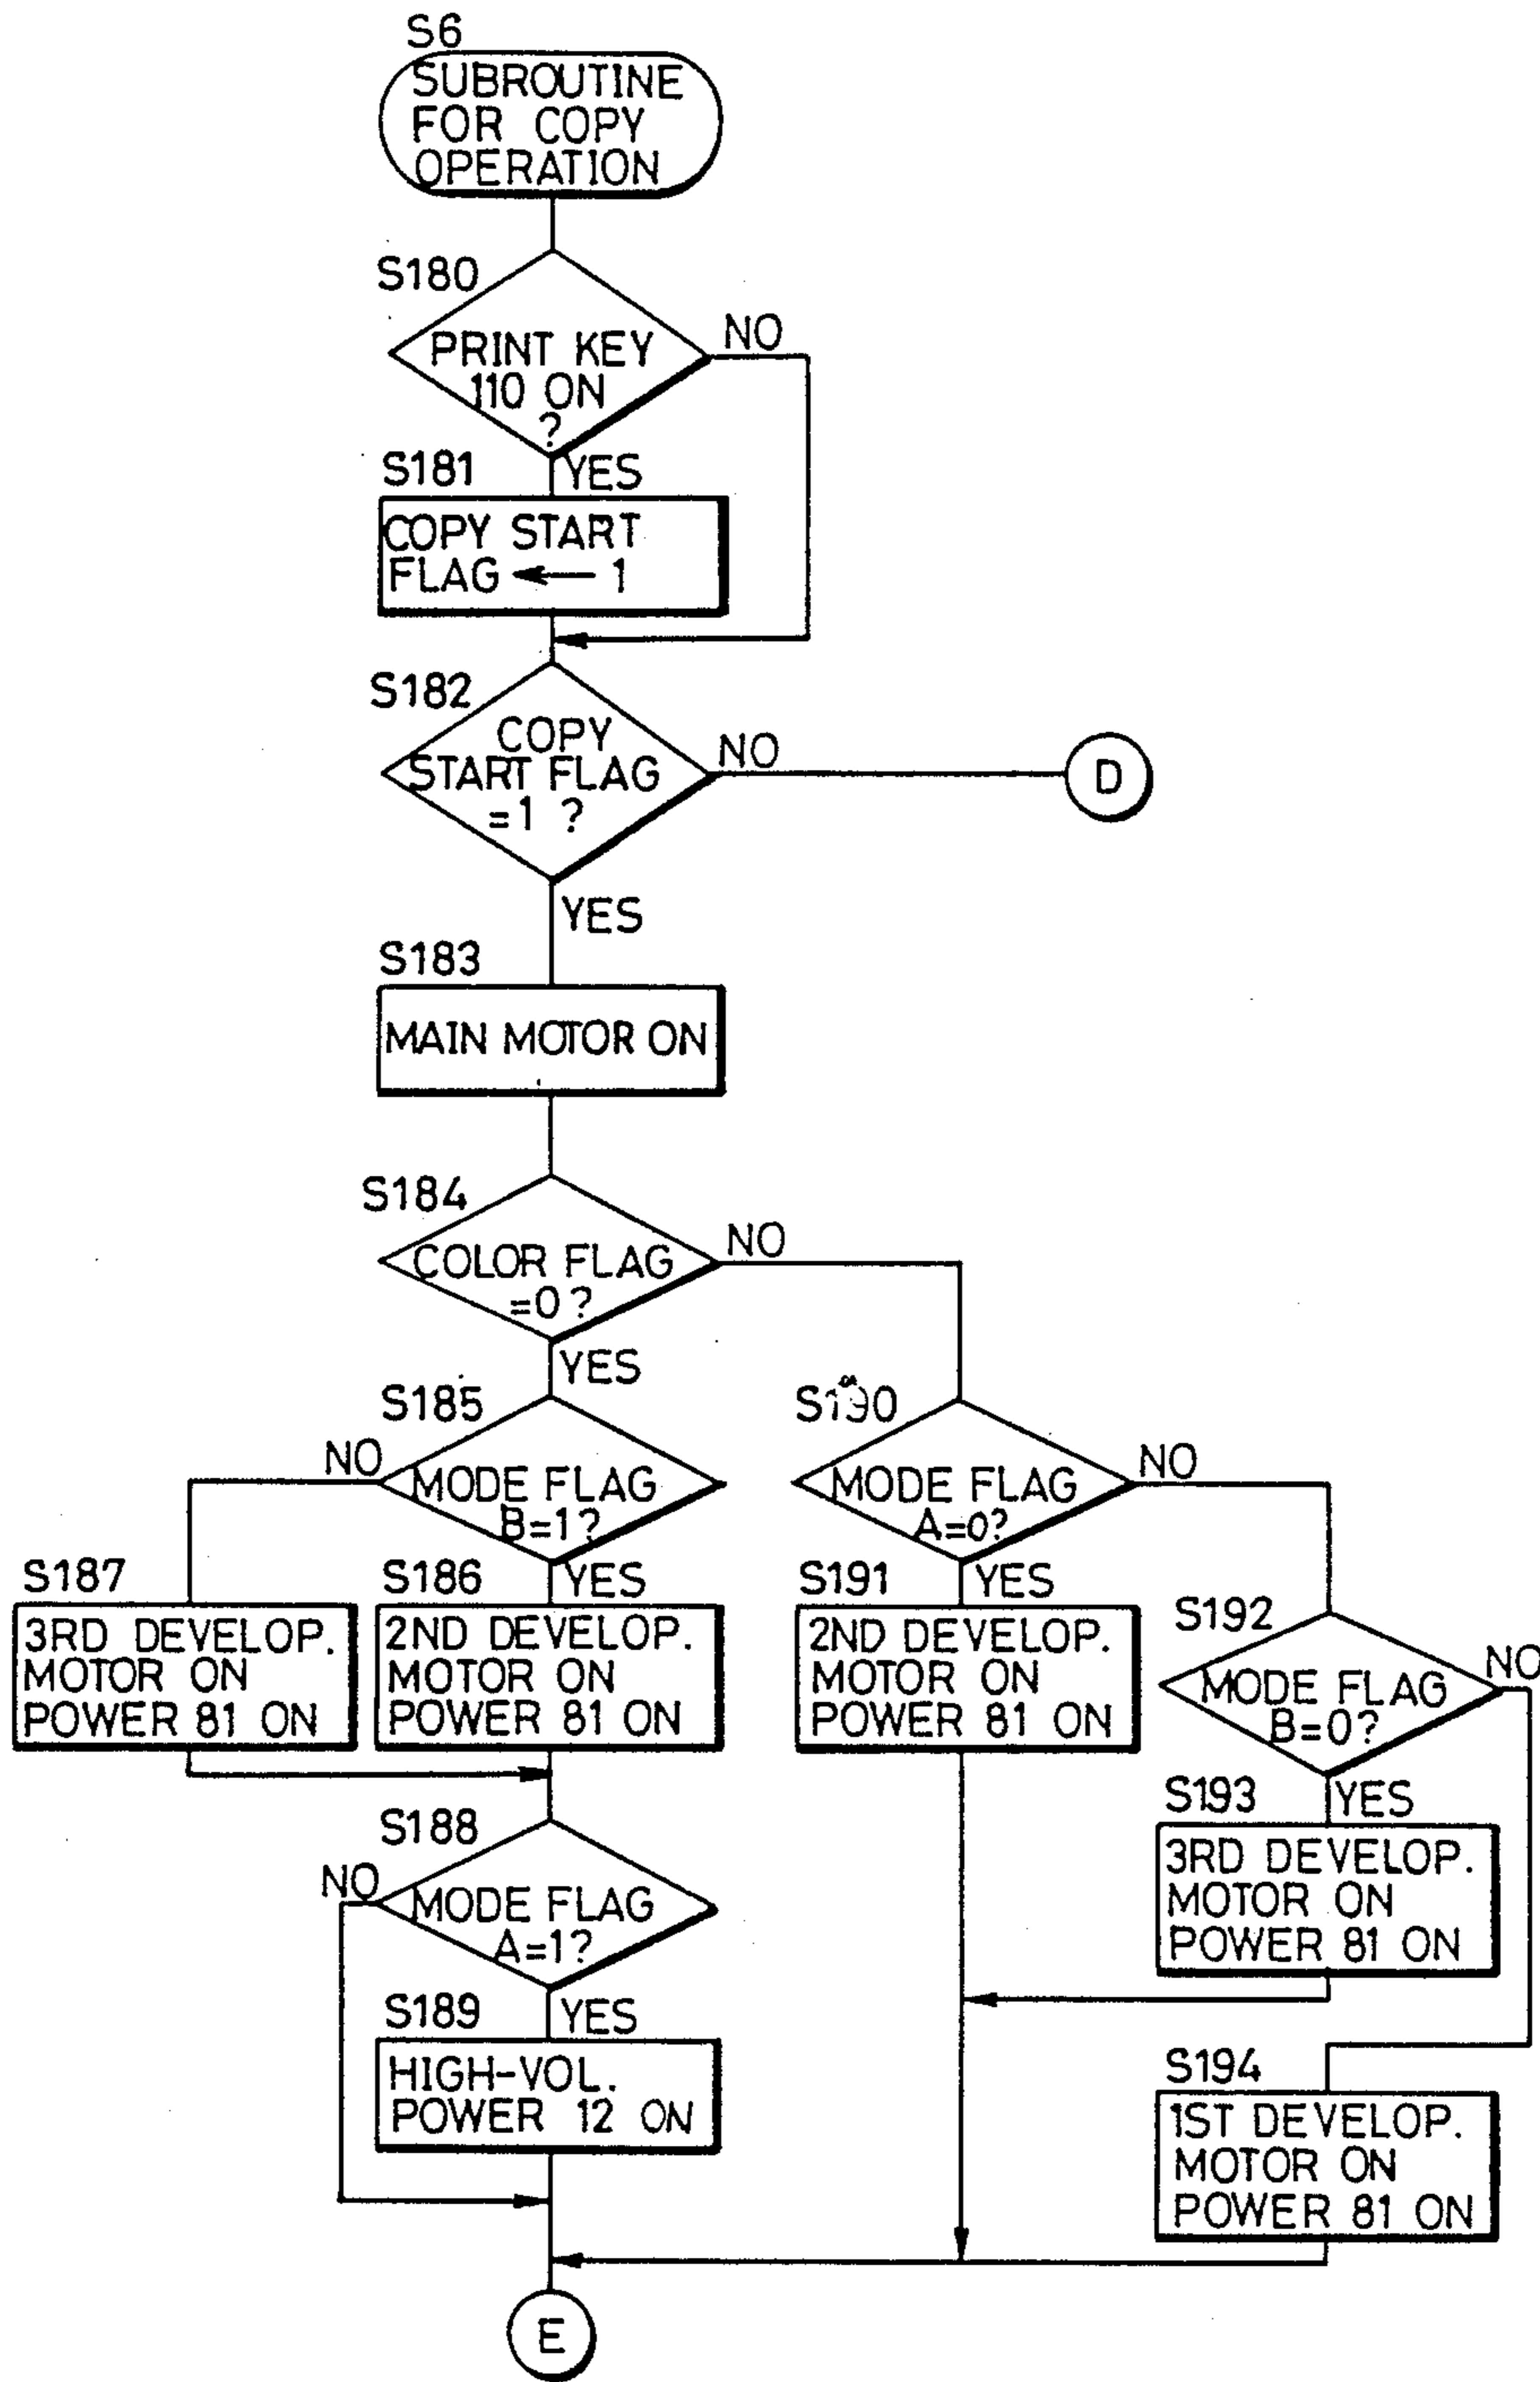 S6
SUBROUTINE
FOR COPY
OPERATION
S180
PRINT KEY
110 ON
?
NO
YES
S181
COPY START
FLAG ← 1
S182
COPY
START FLAG
=1 ?
NO
D
YES
S183
MAIN MOTOR ON
S184
COLOR FLAG
=0?
NO
YES
S185
MODE FLAG
B=1?
NO
YES
S190
MODE FLAG
A=0?
NO
YES
S187
3RD DEVELOP.
MOTOR ON
POWER 81 ON
S186
2ND DEVELOP.
MOTOR ON
POWER 81 ON
S191
2ND DEVELOP.
MOTOR ON
POWER 81 ON
S192
MODE FLAG
B=0?
NO
YES
S188
MODE FLAG
A=1?
NO
YES
S193
3RD DEVELOP.
MOTOR ON
POWER 81 ON
S189
HIGH-VOL.
POWER 12 ON
S194
1ST DEVELOP.
MOTOR ON
POWER 81 ON
E